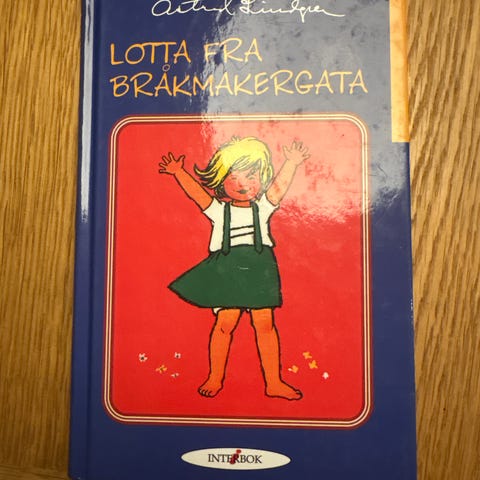 Astrid Lindgren
LOTTA FRA
BRÅKMAKERGATA
INTERBOK